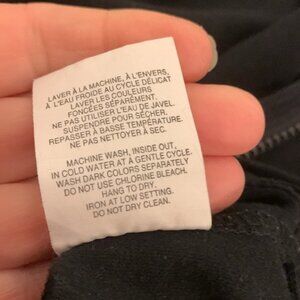 LAVER À LA MACHINE, À L'ENVERS,
À L'EAU FROIDE AU CYCLE DÉLICAT
LAVER LES COULEURS
FONCÉES SÉPARÉMENT.
NE PAS UTILISER D'EAU DE JAVEL.
SUSPENDRE POUR SÉCHER.
REPASSER À BASSE TEMPÉRATURE.
NE PAS NETTOYER À SEC.
MACHINE WASH, INSIDE OUT,
IN COLD WATER AT A GENTLE CYCLE.
WASH DARK COLORS SEPARATELY
DO NOT USE CHLORINE BLEACH.
HANG TO DRY.
IRON AT LOW SETTING.
DO NOT DRY CLEAN.